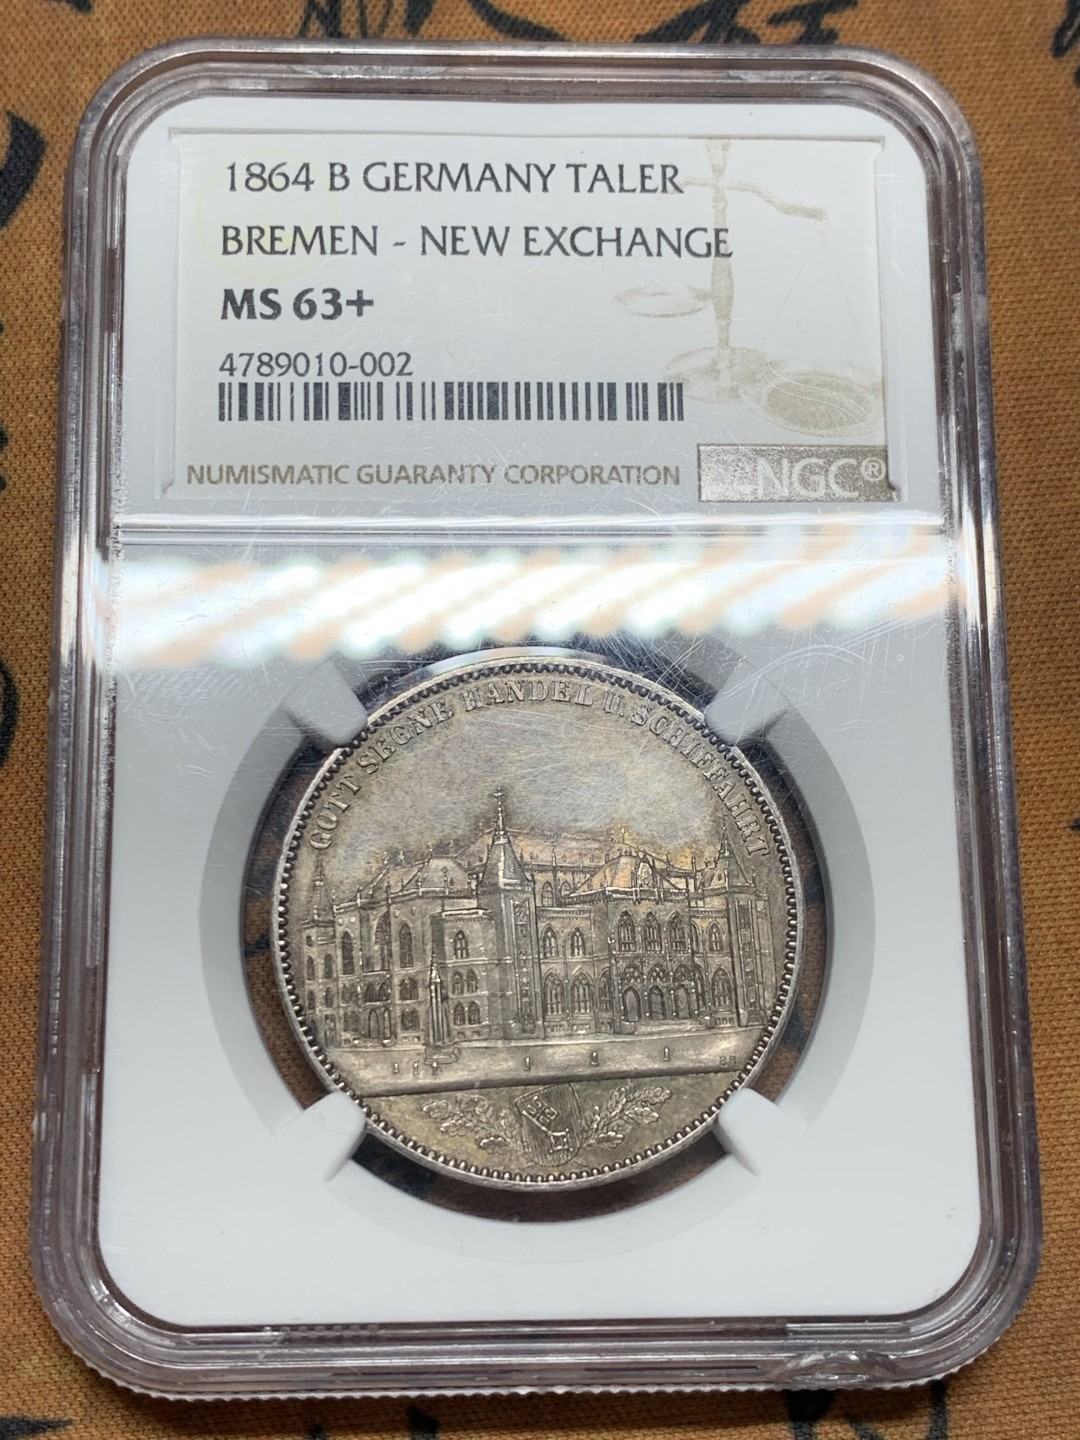 1864 B GERMANY TALER
BREMEN - NEW EXCHANGE
MS 63+
4789010-002
NUMISMATIC GUARANTY CORPORATION
NGC®
GOTT SEGNE HANDEL U. SCHIFFAHRT